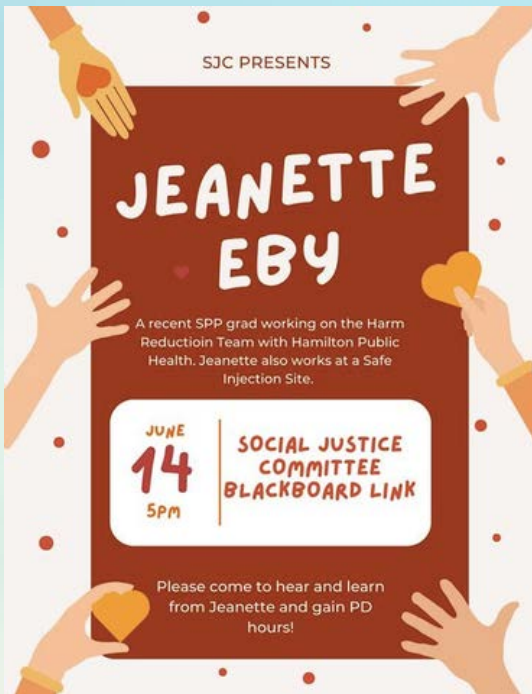 SJC PRESENTS
JEANETTE
EBY
A recent SPP grad working on the Harm
Reductioin Team with Hamilton Public
Health. Jeanette also works at a Safe
Injection Site.
JUNE
14
5PM
SOCIAL JUSTICE
COMMITTEE
BLACKBOARD LINK
Please come to hear and learn
from Jeanette and gain PD
hours!